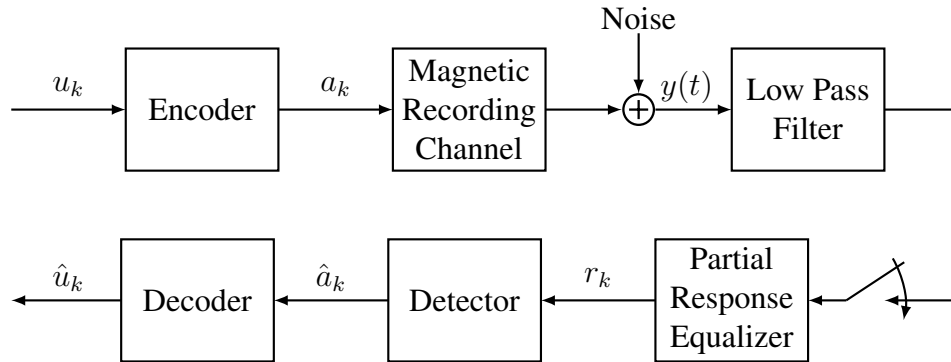 Noise
u_k
Encoder
a_k
Magnetic
Recording
Channel
+
y(t)
Low Pass
Filter
û_k
Decoder
â_k
Detector
r_k
Partial
Response
Equalizer